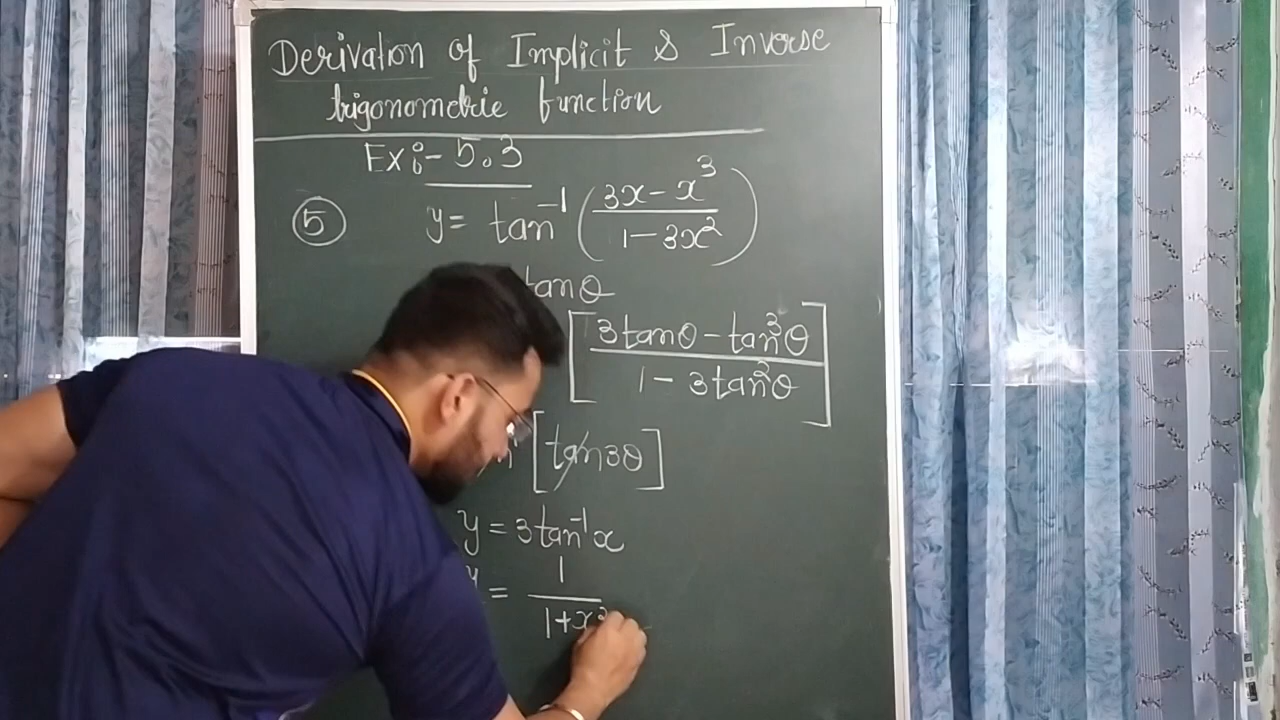 Derivation of Implicit & Inverse
trigonometric function
Ex:- 5.3
⑤ y = tan⁻¹ (3x - x³ / 1 - 3x²)
tanθ
[3tanθ - tan³θ / 1 - 3tan²θ]
[tan3θ]
y = 3tan⁻¹x
= 1 / 1+x²